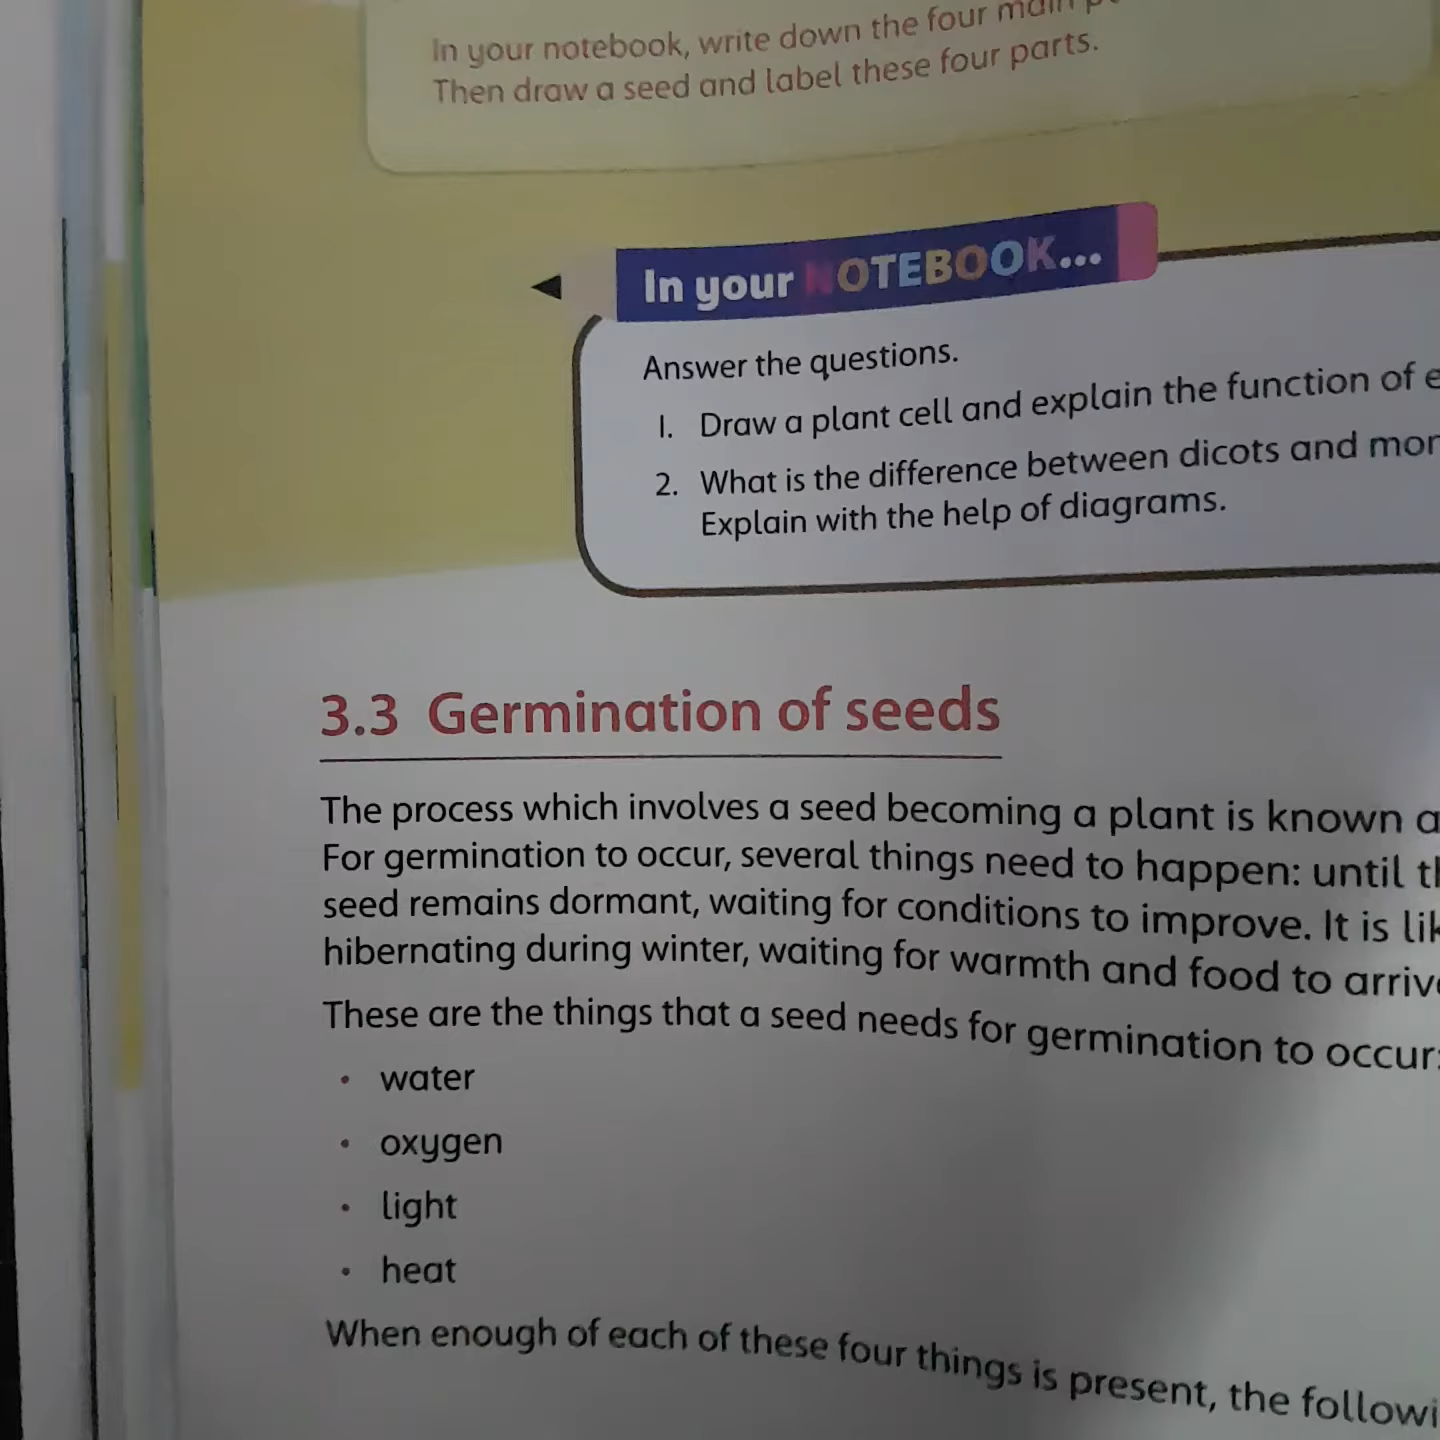 In your notebook, write down the four main
Then draw a seed and label these four parts.
In your NOTEBOOK...
Answer the questions.
1. Draw a plant cell and explain the function of
2. What is the difference between dicots and
Explain with the help of diagrams.
3.3 Germination of seeds
The process which involves a seed becoming a plant is known
For germination to occur, several things need to happen: until
seed remains dormant, waiting for conditions to improve. It is
hibernating during winter, waiting for warmth and food to
These are the things that a seed needs for germination to occur:
• water
• oxygen
• light
• heat
When enough of each of these four things is present, the